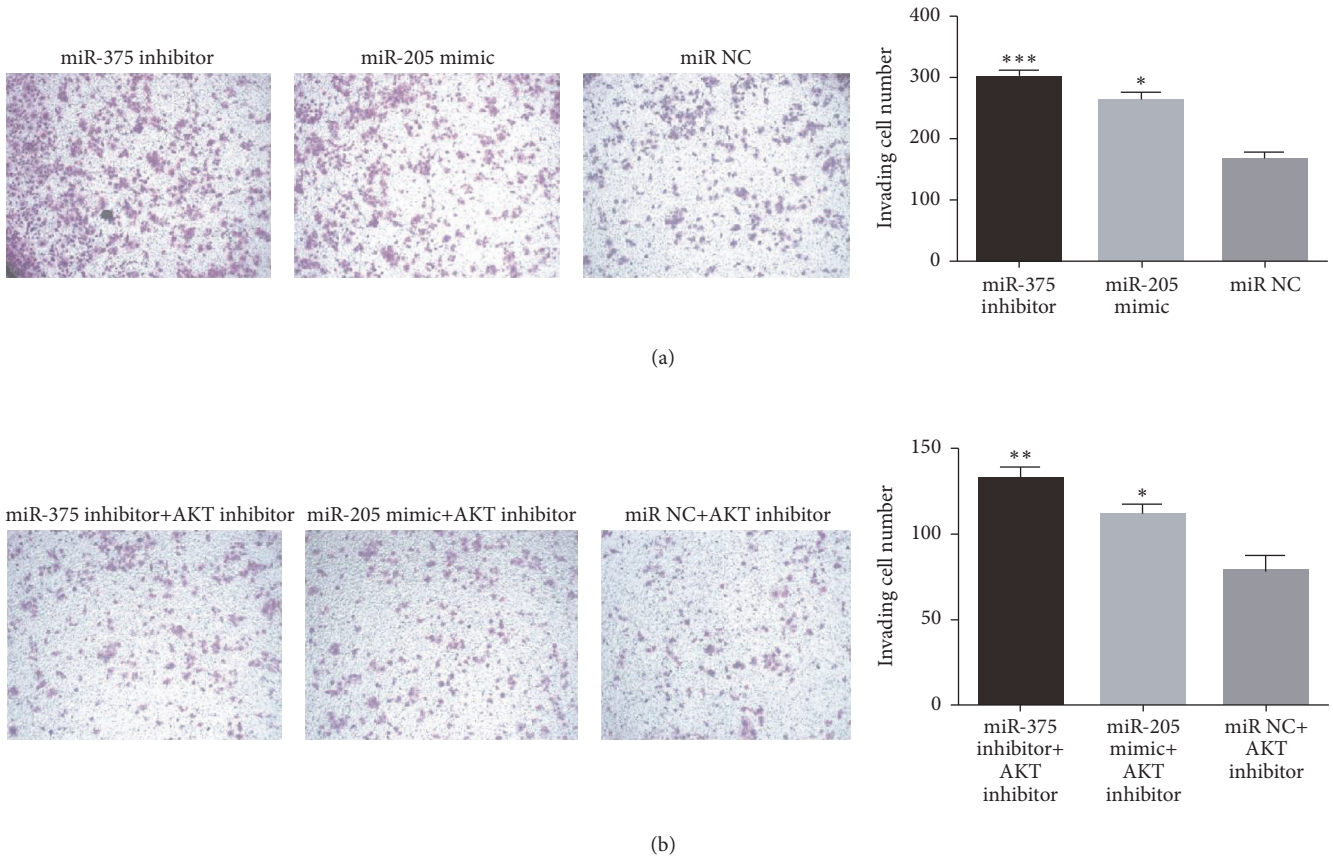 miR-375 inhibitor
miR-205 mimic
miR NC
Invading cell number
400
300
200
100
0
***
*
miR-375
inhibitor
miR-205
mimic
miR NC
(a)
miR-375 inhibitor+AKT inhibitor
miR-205 mimic+AKT inhibitor
miR NC+AKT inhibitor
Invading cell number
150
100
50
0
**
*
miR-375
inhibitor+
AKT
inhibitor
miR-205
mimic+
AKT
inhibitor
miR NC+
AKT
inhibitor
(b)